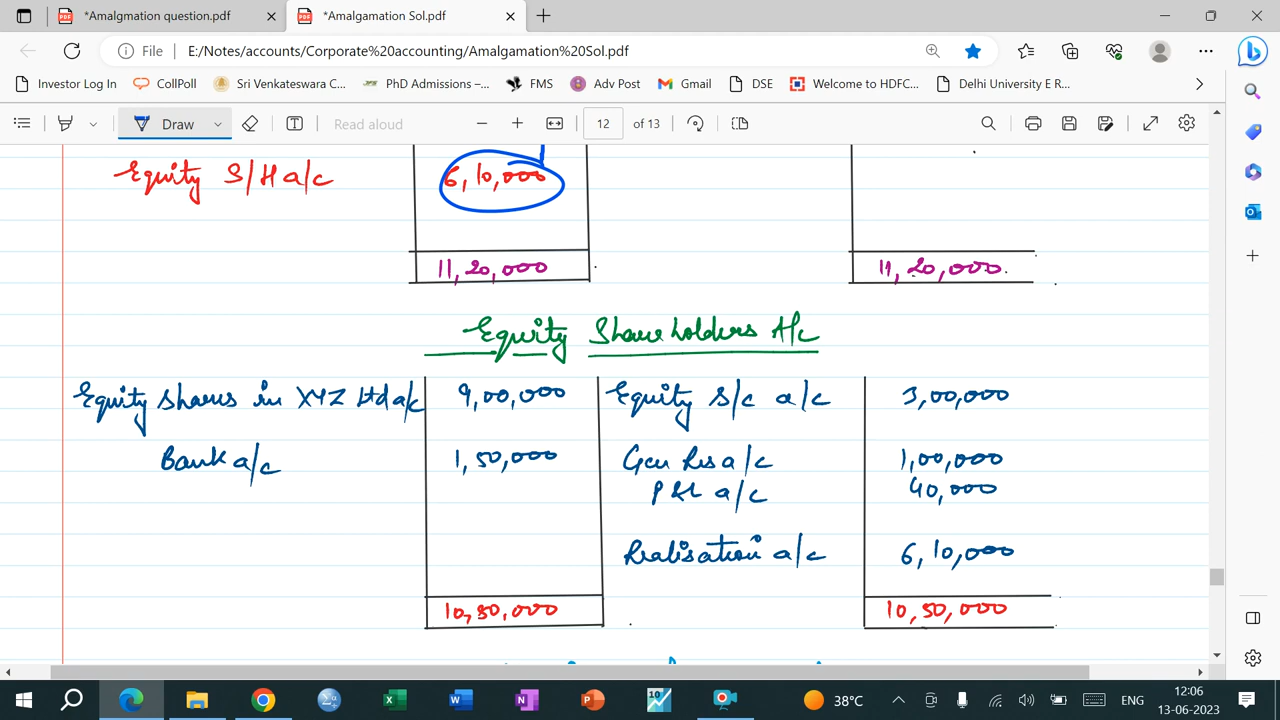 *Amalgmation question.pdf
*Amalgamation Sol.pdf
File E:/Notes/accounts/Corporate%20accounting/Amalgamation%20Sol.pdf
Investor Log In CollPoll Sri Venkateswara C... PhD Admissions –... FMS Adv Post Gmail DSE Welcome to HDFC... Delhi University E R...
Draw Read aloud 12 of 13
Equity S/H a/c 6,10,000
11,20,000 11,20,000
Equity Shareholders A/c
Equity shares in XYZ Ltd a/c 9,00,000 Equity S/c a/c 3,00,000
Bank a/c 1,50,000 Gen Res a/c 1,00,000
P&L a/c 40,000
Realisation a/c 6,10,000
10,50,000 10,50,000
10
38°C ENG 12:06
13-06-2023